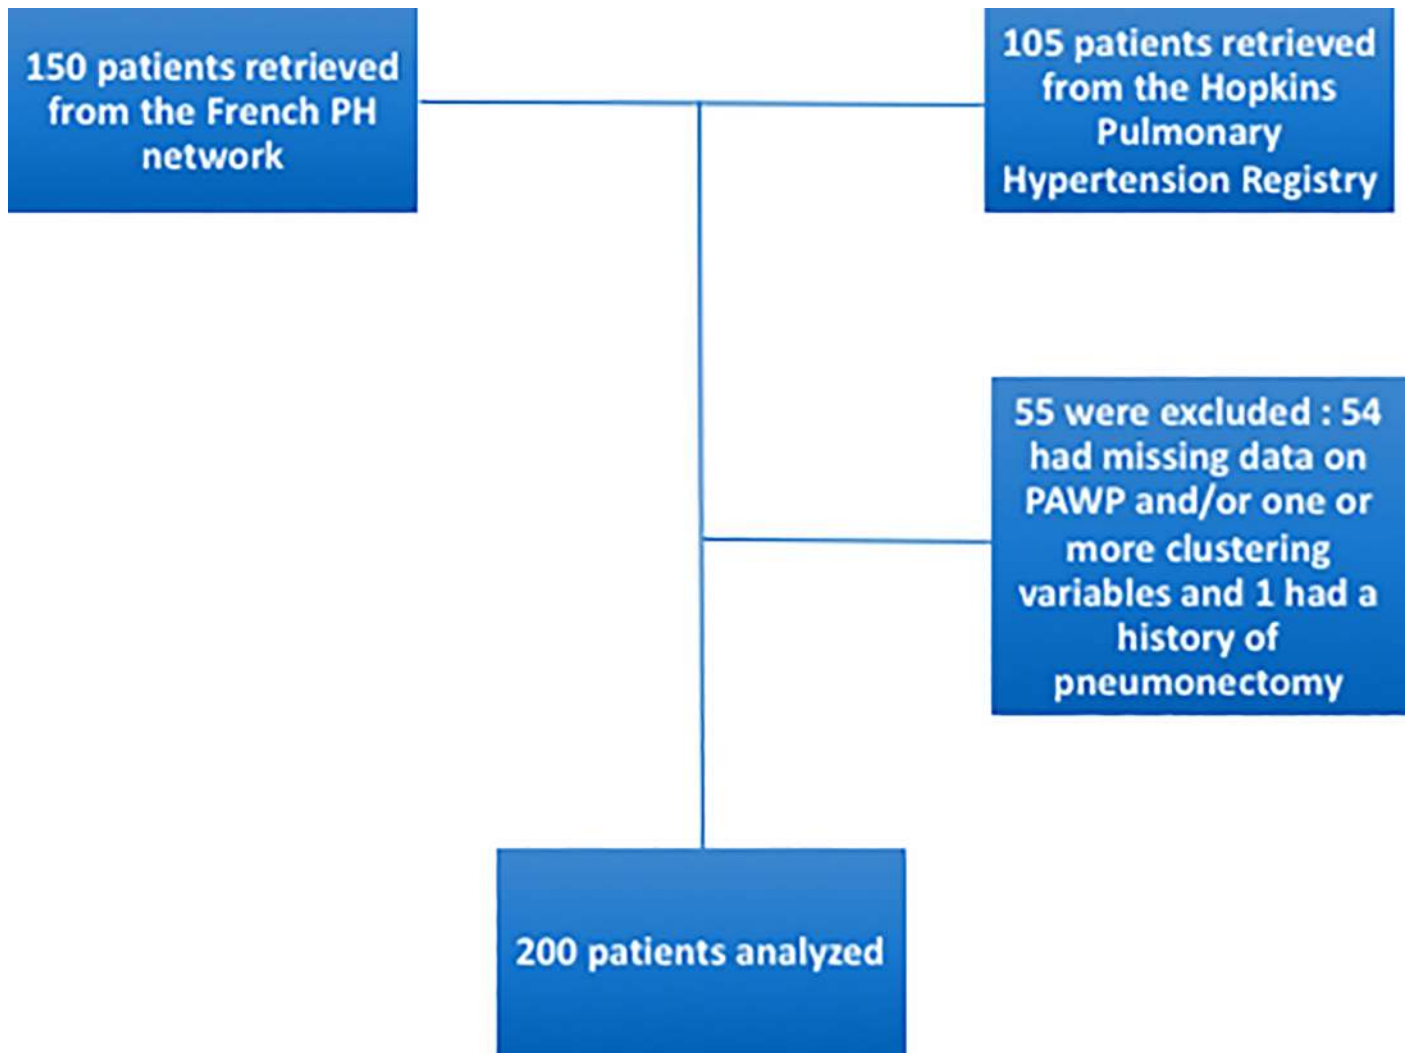 150 patients retrieved
from the French PH
network
105 patients retrieved
from the Hopkins
Pulmonary
Hypertension Registry
55 were excluded : 54
had missing data on
PAWP and/or one or
more clustering
variables and 1 had a
history of
pneumonectomy
200 patients analyzed